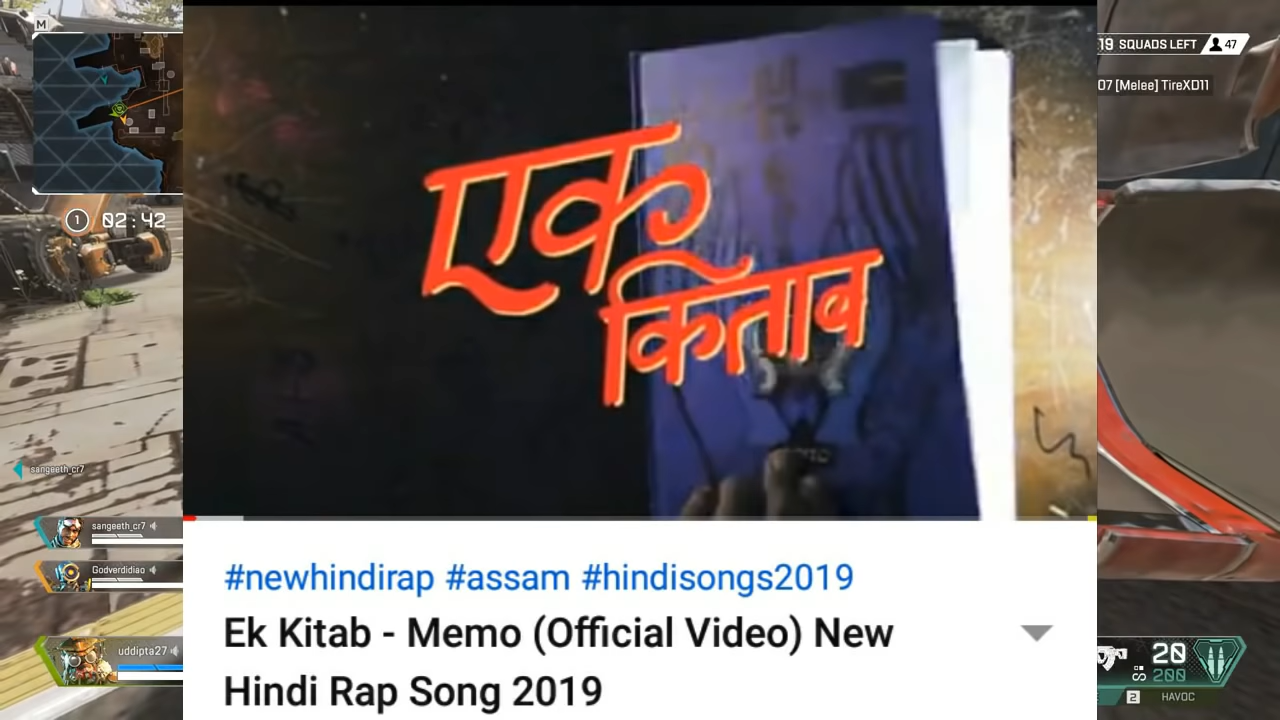 M
19 SQUADS LEFT 47
07 [Melee] TireXD11
एक
किताब
1 02:42
sangeeth_cr7
sangeeth_cr7
Godverdidiao
uddipta27
#newhindirap #assam #hindisongs2019
Ek Kitab - Memo (Official Video) New
Hindi Rap Song 2019
20
200
2 HAVOC